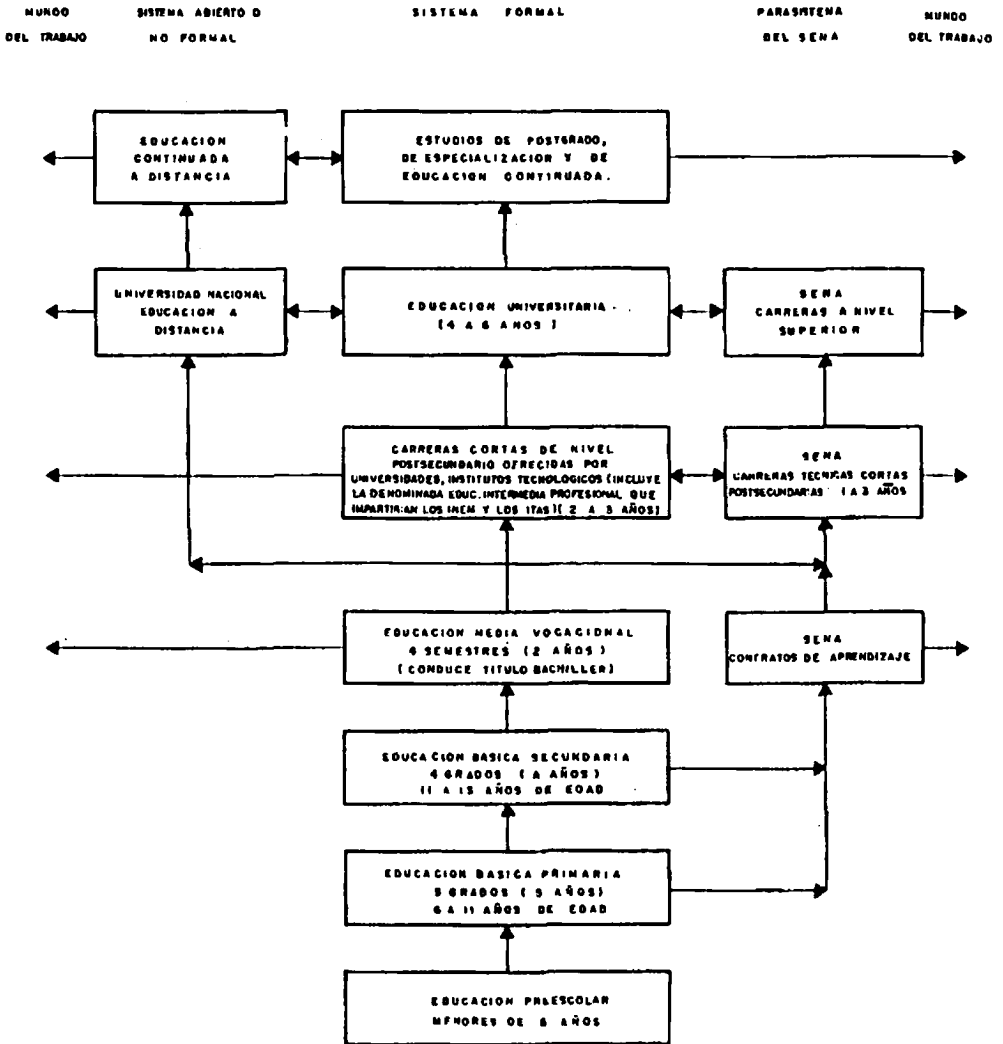 MUNDO
DEL TRABAJO
SISTEMA ABIERTO O
NO FORMAL
SISTEMA FORMAL
PARASISTEMA
DEL SENA
MUNDO
DEL TRABAJO
EDUCACION
CONTINUADA
A DISTANCIA
ESTUDIOS DE POSTGRADO,
DE ESPECIALIZACION Y DE
EDUCACION CONTINUADA.
UNIVERSIDAD NACIONAL
EDUCACION A
DISTANCIA
EDUCACION UNIVERSITARIA
(4 A 6 AÑOS)
SENA
CARRERAS A NIVEL
SUPERIOR
CARRERAS CORTAS DE NIVEL
POSTSECUNDARIO OFRECIDAS POR
UNIVERSIDADES, INSTITUTOS TECNOLOGICOS (INCLUYE
LA DENOMINADA EDUC. INTERMEDIA PROFESIONAL QUE
IMPARTIRIAN LOS INEM Y LOS ITAS) ( 2 A 3 AÑOS)
SENA
CARRERAS TECNICAS CORTAS
POSTSECUNDARIAS (1 A 3 AÑOS
EDUCACION MEDIA VOCACIONAL
4 SEMESTRES (2 AÑOS)
(CONDUCE TITULO BACHILLER)
SENA
CONTRATOS DE APRENDIZAJE
EDUCACION BASICA SECUNDARIA
4 GRADOS ( AÑOS)
11 A 15 AÑOS DE EDAD
EDUCACION BASICA PRIMARIA
5 GRADOS ( 5 AÑOS)
6 A 11 AÑOS DE EDAD
EDUCACION PREESCOLAR
MENORES DE 6 AÑOS